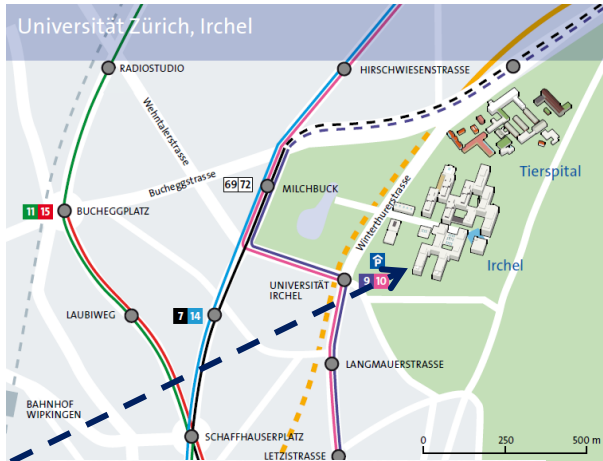 Universität Zürich, Irchel
RADIOSTUDIO
HIRSCHWIESENSTRASSE
Wehntalerstrasse
Bucheggstrasse
69 72
MILCHBUCK
Tierspital
11 15
BUCHEGGPLATZ
Winterthurerstrasse
P
Irchel
UNIVERSITÄT
IRCHEL
9 10
7 14
LAUBIWEG
LANGMAUERSTRASSE
BAHNHOF
WIPKINGEN
SCHAFFHAUSERPLATZ
LETZISTRASSE
0 250 500 m